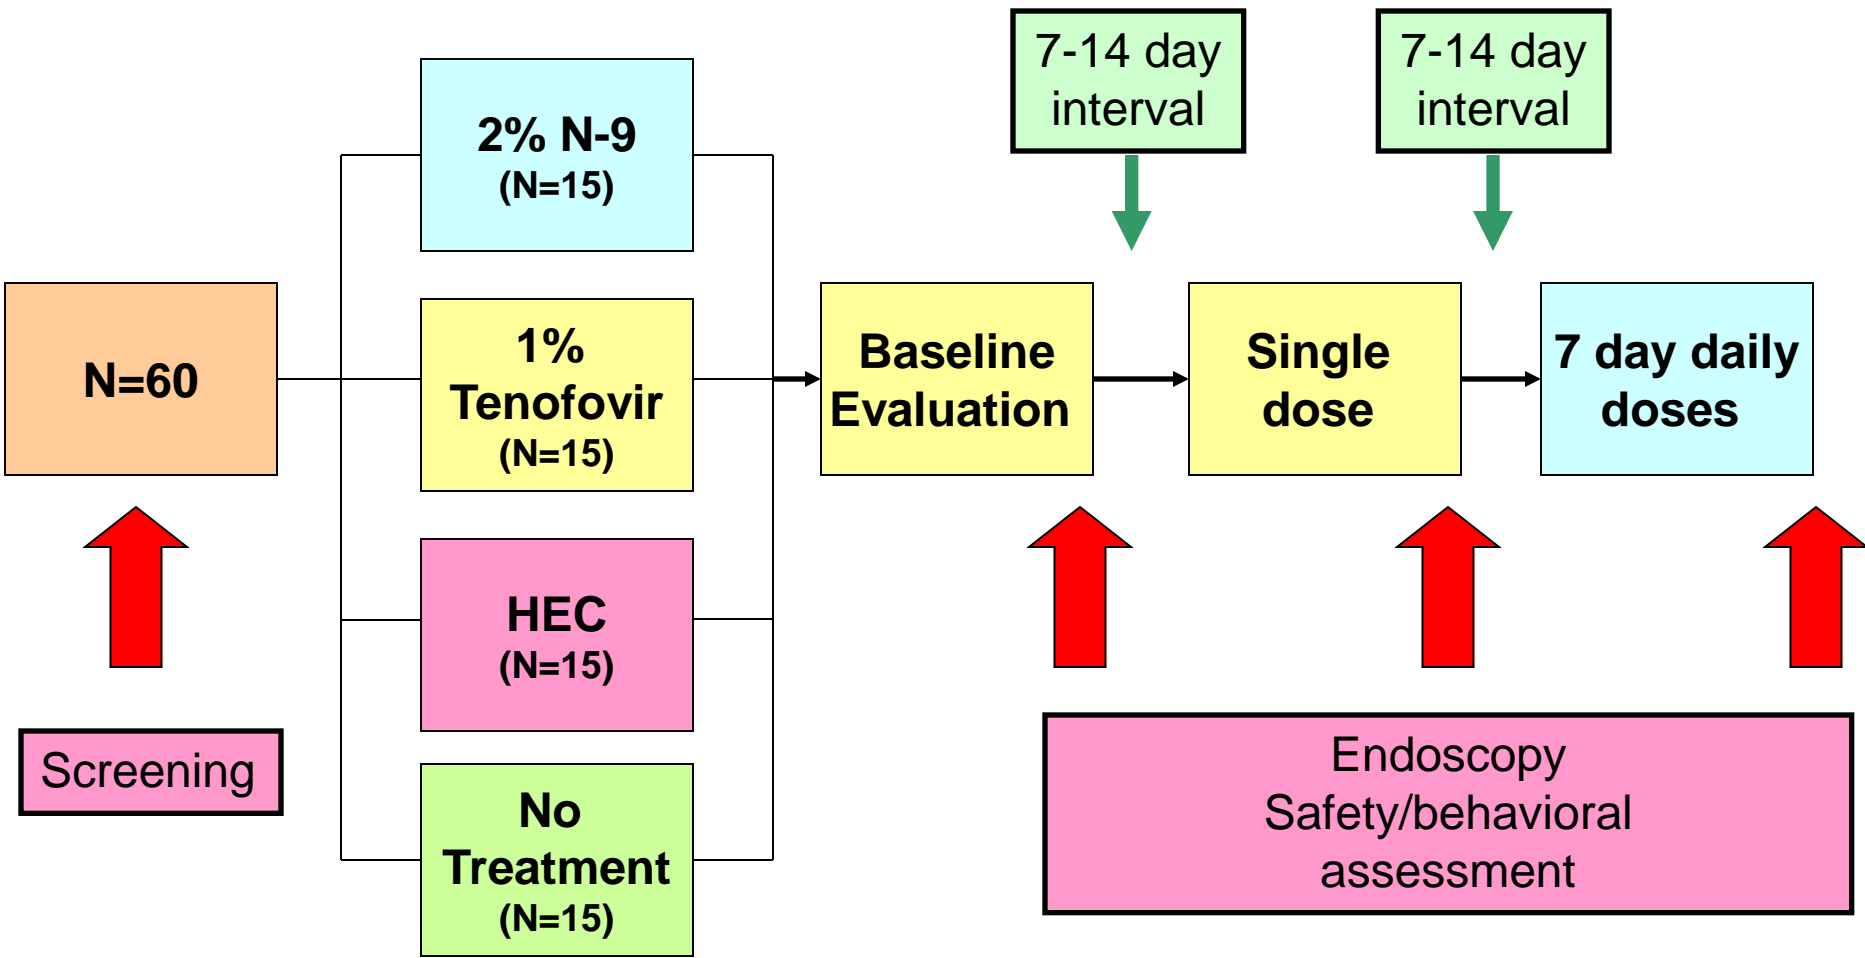 7-14 day
interval
7-14 day
interval
2% N-9
(N=15)
N=60
1%
Tenofovir
(N=15)
Baseline
Evaluation
Single
dose
7 day daily
doses
HEC
(N=15)
Screening
No
Treatment
(N=15)
Endoscopy
Safety/behavioral
assessment